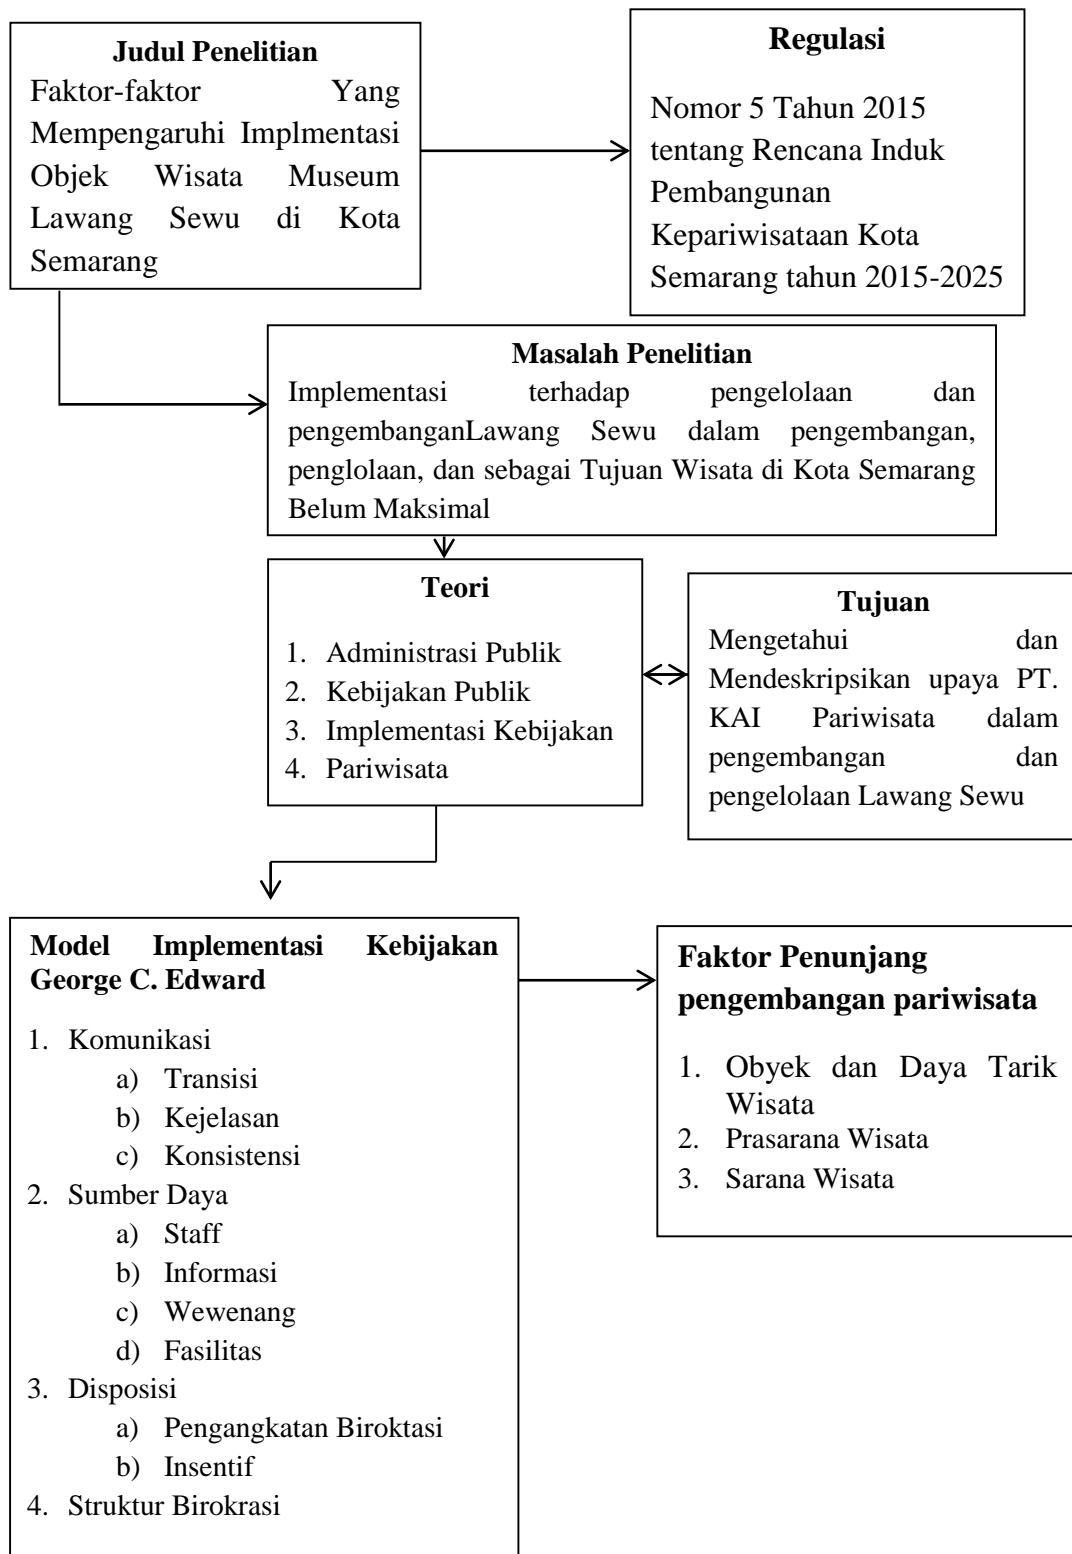 Judul Penelitian
Faktor-faktor Yang
Mempengaruhi Implmentasi
Objek Wisata Museum
Lawang Sewu di Kota
Semarang
Regulasi
Nomor 5 Tahun 2015
tentang Rencana Induk
Pembangunan
Kepariwisataan Kota
Semarang tahun 2015-2025
Masalah Penelitian
Implementasi terhadap pengelolaan dan
pengembanganLawang Sewu dalam pengembangan,
penglolaan, dan sebagai Tujuan Wisata di Kota Semarang
Belum Maksimal
Teori
1. Administrasi Publik
2. Kebijakan Publik
3. Implementasi Kebijakan
4. Pariwisata
Tujuan
Mengetahui dan
Mendeskripsikan upaya PT.
KAI Pariwisata dalam
pengembangan dan
pengelolaan Lawang Sewu
Model Implementasi Kebijakan
George C. Edward
1. Komunikasi
a) Transisi
b) Kejelasan
c) Konsistensi
2. Sumber Daya
a) Staff
b) Informasi
c) Wewenang
d) Fasilitas
3. Disposisi
a) Pengangkatan Biroktasi
b) Insentif
4. Struktur Birokrasi
Faktor Penunjang
pengembangan pariwisata
1. Obyek dan Daya Tarik
Wisata
2. Prasarana Wisata
3. Sarana Wisata